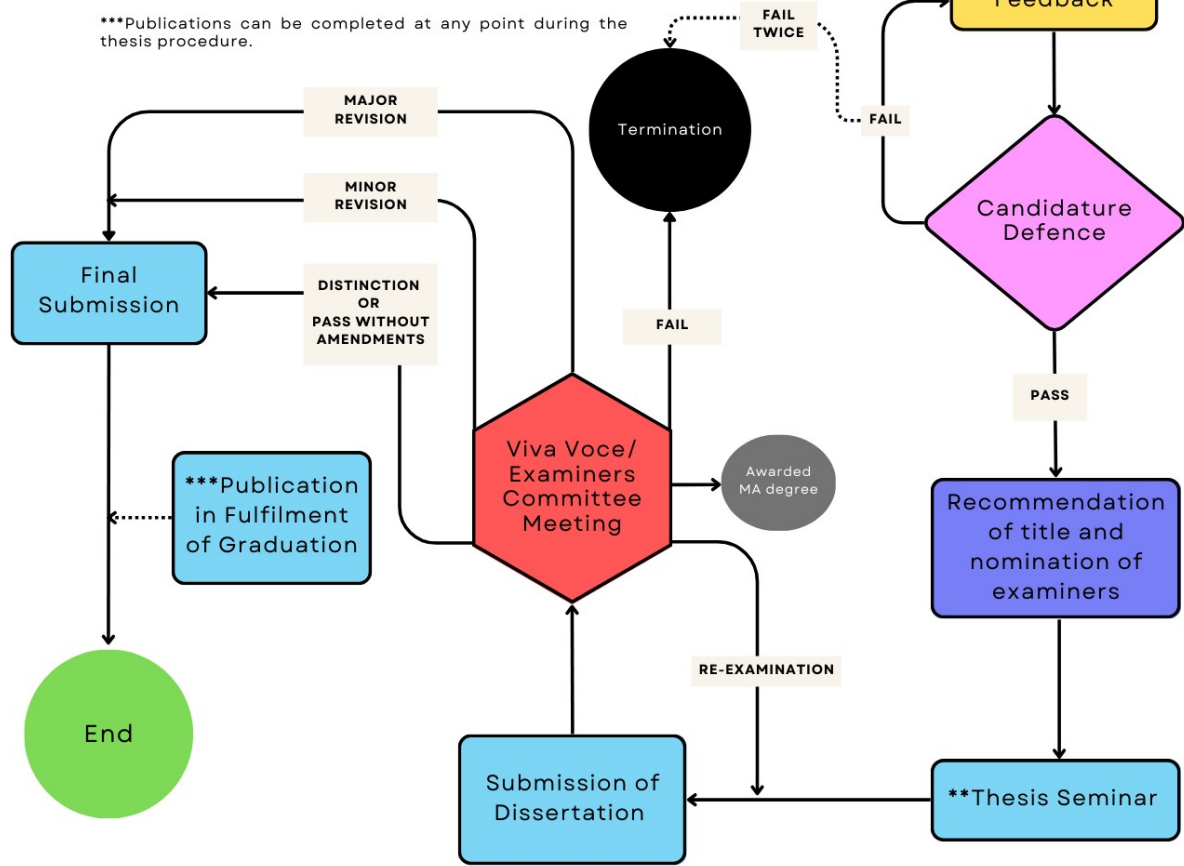 ***Publications can be completed at any point during the
thesis procedure.
FAIL
TWICE
Feedback
MAJOR
REVISION
Termination
FAIL
MINOR
REVISION
Candidature
Defence
Final
Submission
DISTINCTION
OR
PASS WITHOUT
AMENDMENTS
FAIL
PASS
Viva Voce/
Examiners
Committee
Meeting
Awarded
MA degree
***Publication
in Fulfilment
of Graduation
Recommendation
of title and
nomination of
examiners
RE-EXAMINATION
End
Submission of
Dissertation
**Thesis Seminar